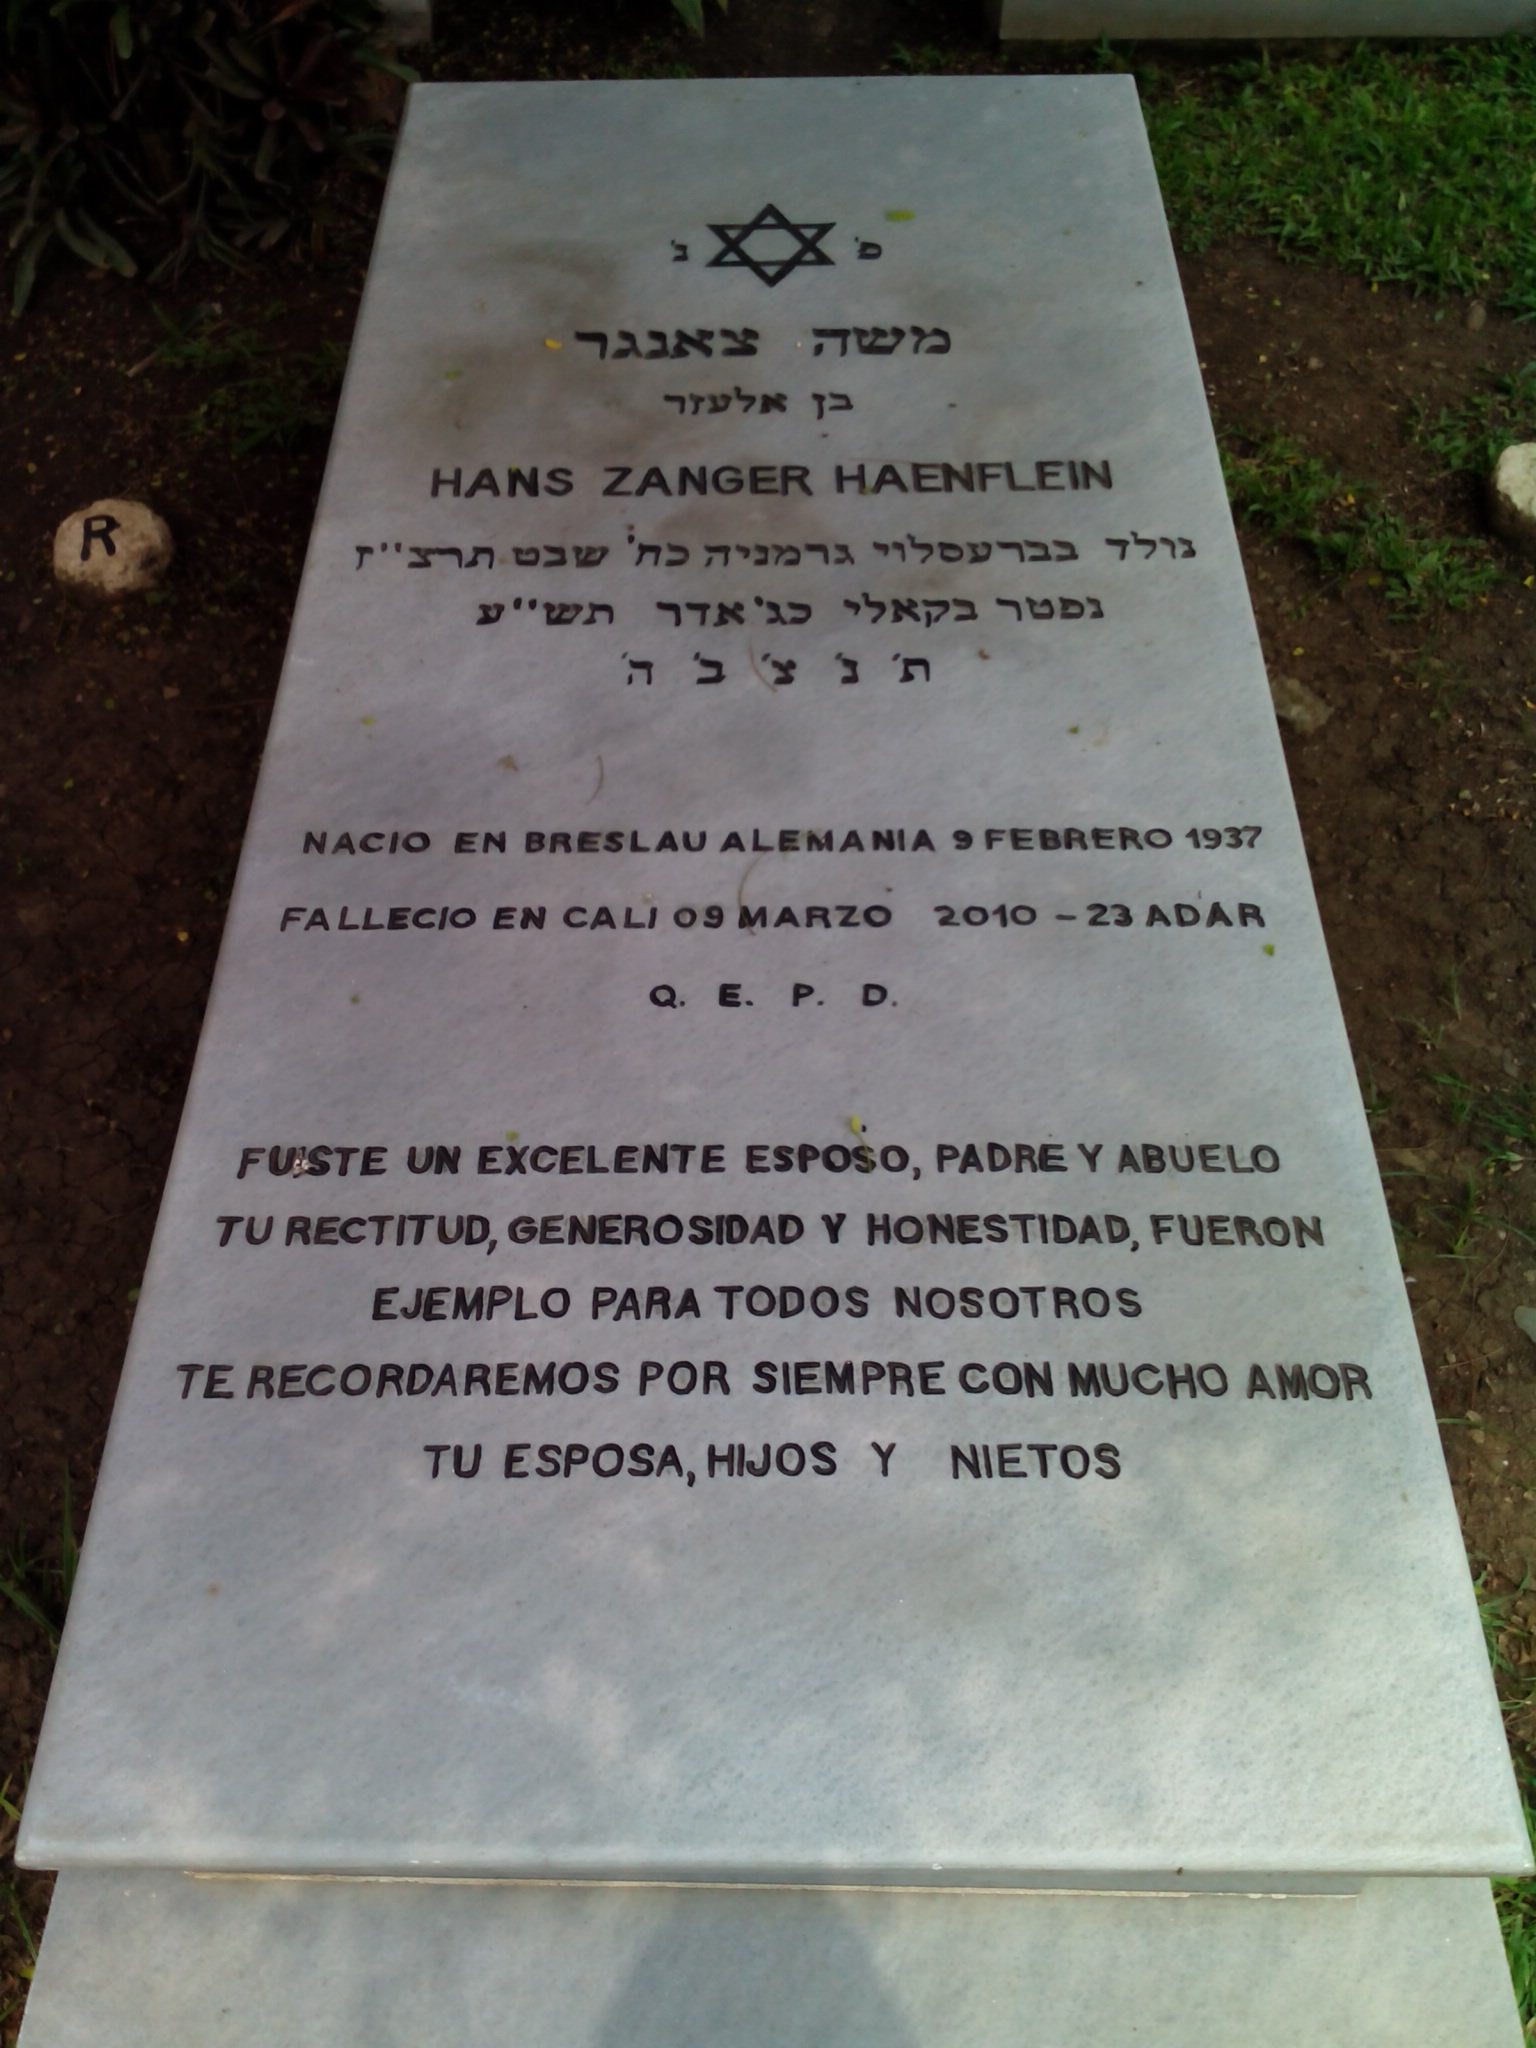 פ' נ'
משה צאנגר
בן אלעזר
HANS ZANGER HAENFLEIN
נולד בברעסלוי גרמניה כח' שבט תרצ''ז
נפטר בקאלי כג' אדר תש''ע
ת' נ' צ' ב' ה'
NACIO EN BRESLAU ALEMANIA 9 FEBRERO 1937
FALLECIO EN CALI 09 MARZO 2010 - 23 ADAR
Q. E. P. D.
FUISTE UN EXCELENTE ESPOSO, PADRE Y ABUELO
TU RECTITUD, GENEROSIDAD Y HONESTIDAD, FUERON
EJEMPLO PARA TODOS NOSOTROS
TE RECORDAREMOS POR SIEMPRE CON MUCHO AMOR
TU ESPOSA, HIJOS Y NIETOS
R